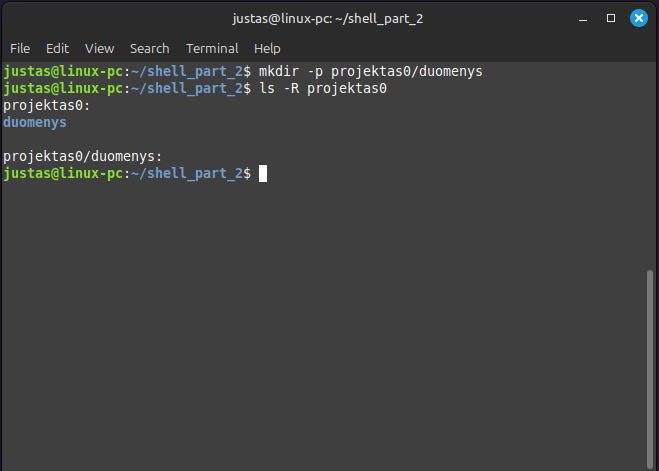 justas@linux-pc: ~/shell_part_2
File Edit View Search Terminal Help
justas@linux-pc:~/shell_part_2$ mkdir -p projektas0/duomenys
justas@linux-pc:~/shell_part_2$ ls -R projektas0
projektas0:
duomenys
projektas0/duomenys:
justas@linux-pc:~/shell_part_2$